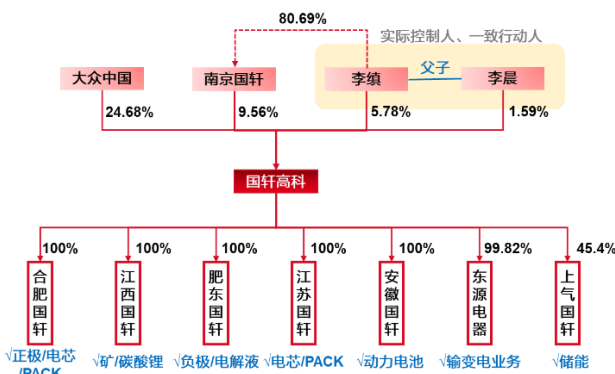 80.69%
实际控制人、一致行动人
大众中国
南京国轩
李缜
父子
李晨
24.68%
9.56%
5.78%
1.59%
国轩高科
100%
100%
100%
100%
100%
99.82%
45.4%
合肥国轩
江西国轩
肥东国轩
江苏国轩
安徽国轩
东源电器
上气国轩
√正极/电芯
/PACK
√矿/碳酸锂
√负极/电解液
√电芯/PACK
√动力电池
√输变电业务
√储能